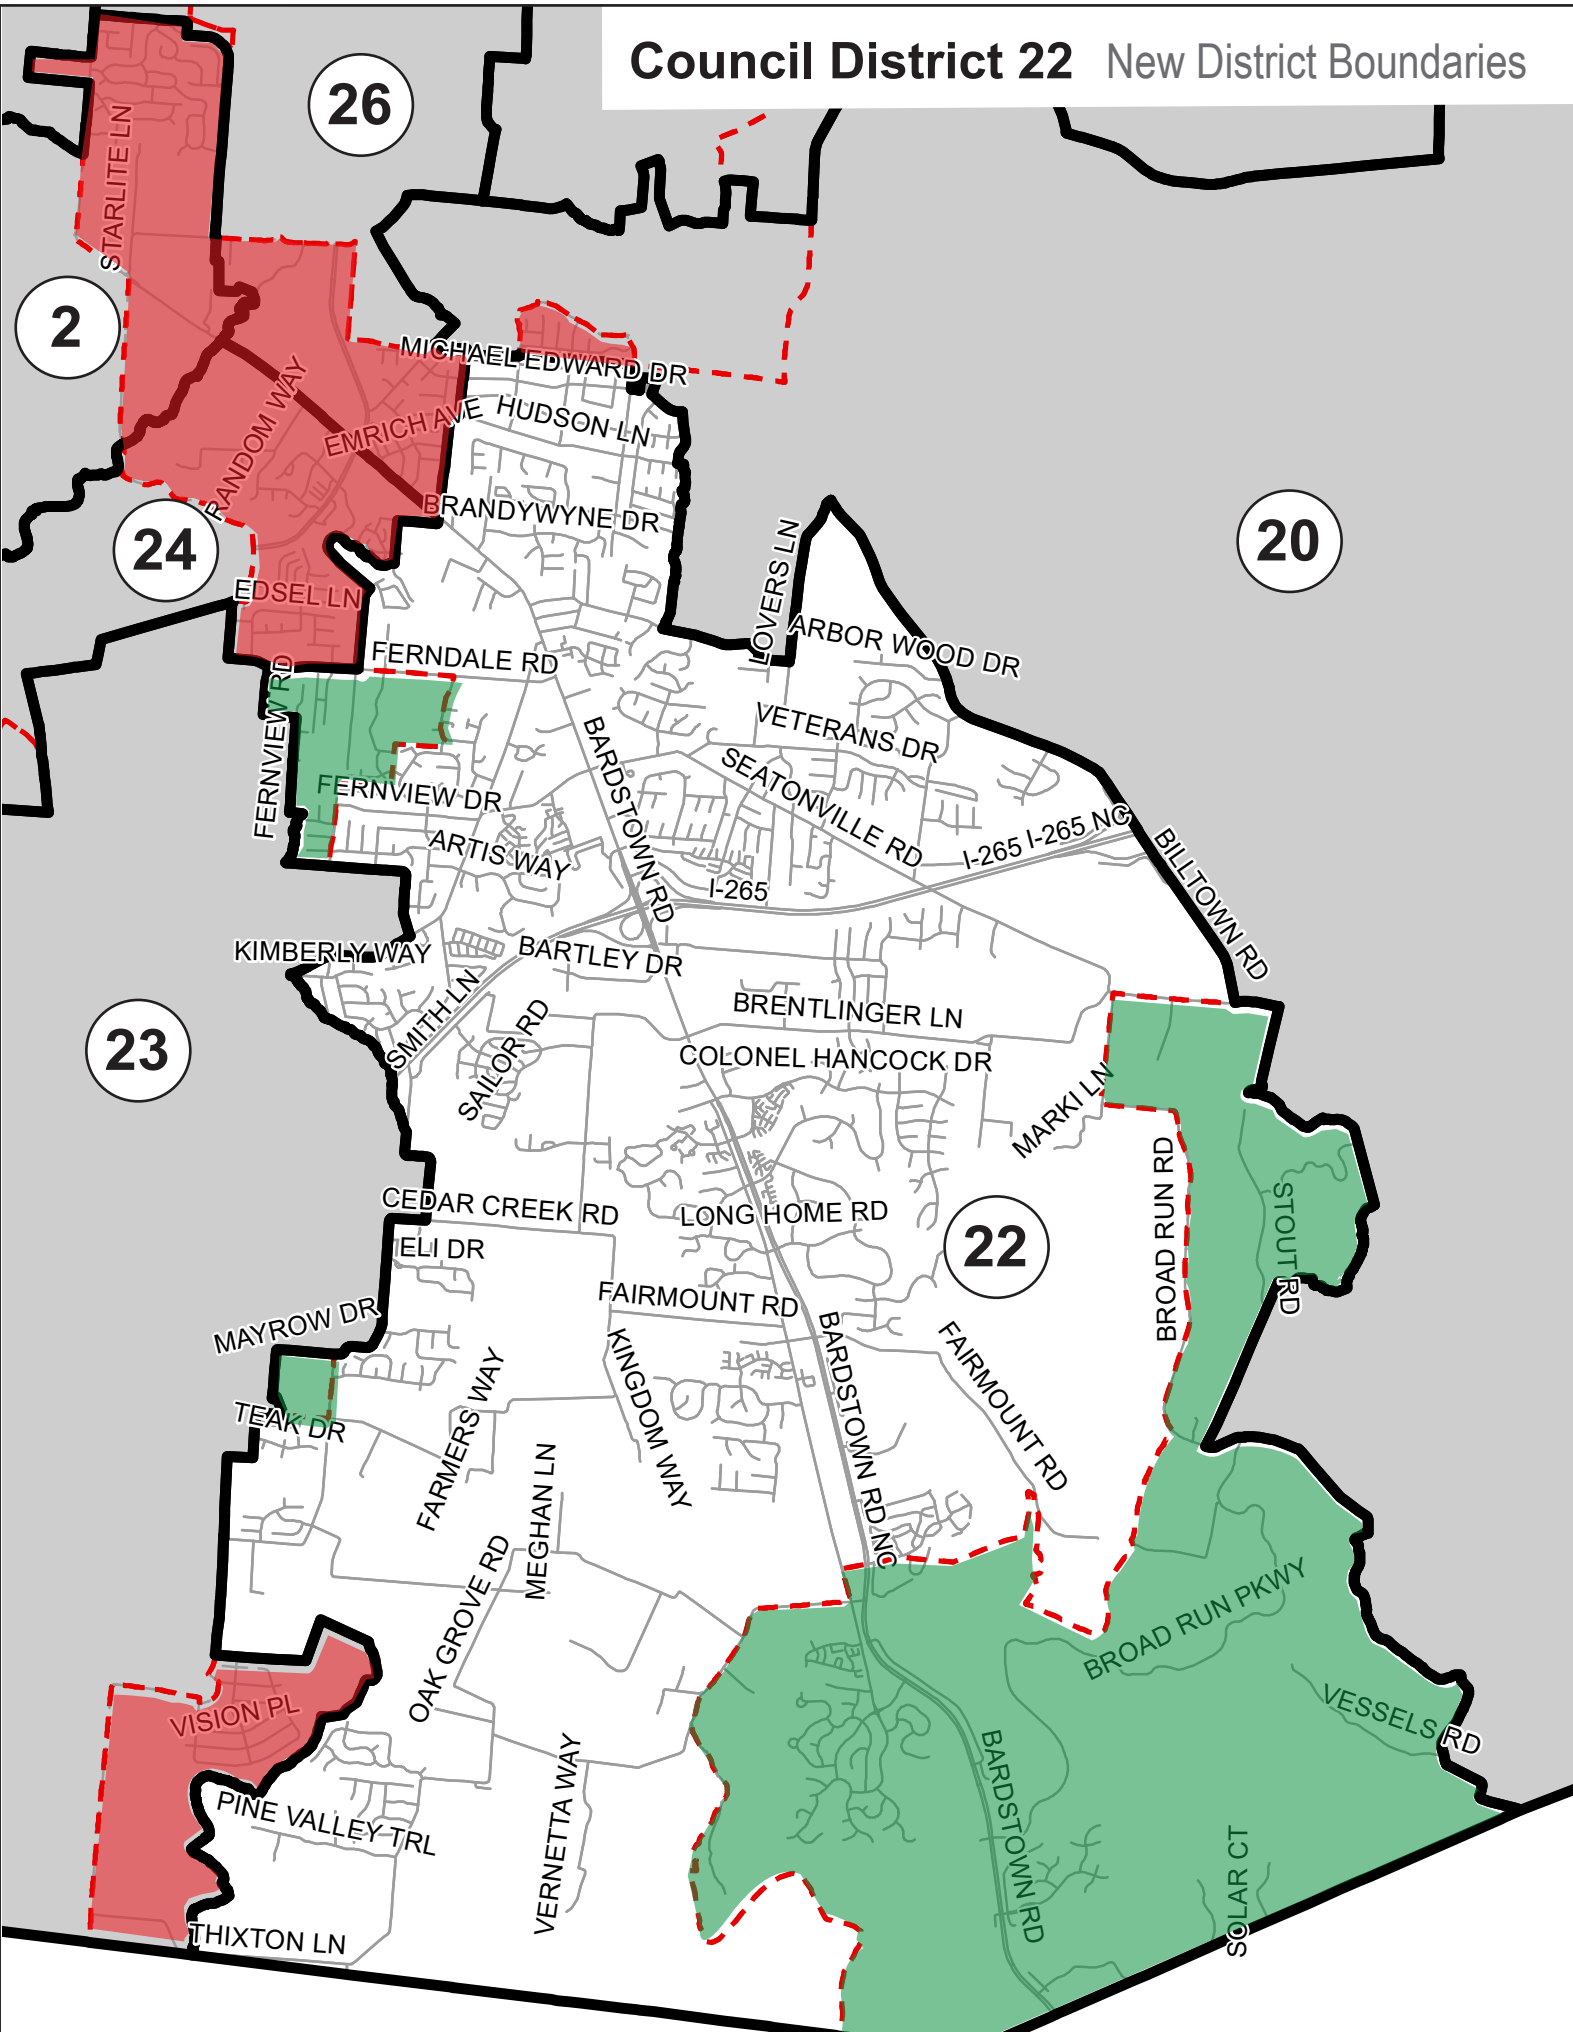 Council District 22 New District Boundaries
26
STARLITE LN
2
MICHAEL EDWARD DR
RANDOM WAY
EMRICH AVE
HUDSON LN
BRANDYWYNE DR
24
20
EDSEL LN
LOVERS LN
ARBOR WOOD DR
FERNDALE RD
FERNVIEW RD
VETERANS DR
BARDSTOWN RD
SEATONVILLE RD
FERNVIEW DR
ARTIS WAY
I-265
I-265 I-265 NC
BILLTOWN RD
KIMBERLY WAY
BARTLEY DR
SMITH LN
SAILOR RD
BRENTLINGER LN
23
COLONEL HANCOCK DR
MARKI LN
CEDAR CREEK RD
LONG HOME RD
BROAD RUN RD
STOUT RD
ELI DR
22
FAIRMOUNT RD
MAYROW DR
KINGDOM WAY
BARDSTOWN RD NC
FAIRMOUNT RD
TEAK DR
FARMERS WAY
MEGHAN LN
OAK GROVE RD
BROAD RUN PKWY
VISION PL
VESSELS RD
PINE VALLEY TRL
VERNETTA WAY
BARDSTOWN RD
SOLAR CT
THIXTON LN